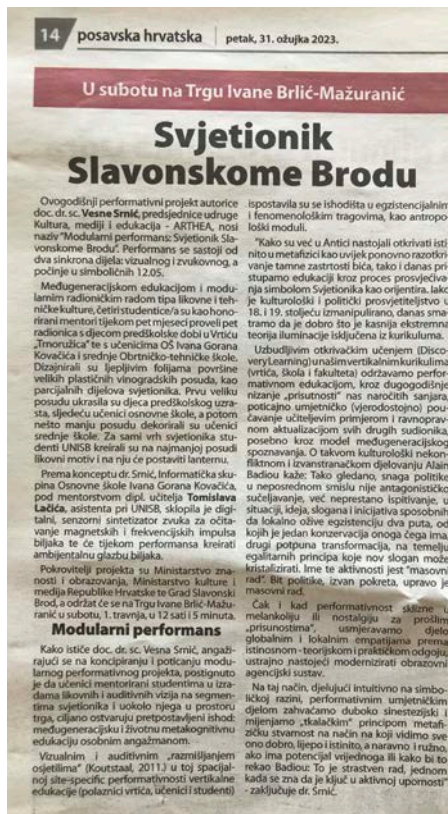 14 posavska hrvatska petak, 31. ožujka 2023.
U subotu na Trgu Ivane Brlić-Mažuranić
Svjetionik
Slavonskome Brodu
Ovogodišnji performativni projekt autorice
doc. dr. sc. Vesne Srnić, predsjednice udruge
Kultura, mediji i edukacija - ARTHEA, nosi
naziv "Modularni performans: Svjetionik Sla-
vonskome Brodu". Performans se sastoji od
dva sinkrona dijela: vizualnog i zvukovnog, a
počinje u simboličnih 12.05.
Međugeneracijskom edukacijom i modu-
larnim radioničkim radom tipa likovne i teh-
ničke kulture, četiri studentice/a su kao hono-
rirani mentori tijekom pet mjeseci proveli pet
radionica s djecom predškolske dobi u Vrtiću
„Trnoružica" te s učenicima OŠ Ivana Gorana
Kovačića i srednje Obrtničko-tehničke škole.
Dizajnirali su ljepljivim folijama površine
velikih plastičnih vinogradskih posuda, kao
parcijalnih dijelova svjetionika. Prvu veliku
posudu ukrasila su djeca predškolskog uzra-
sta, sljedeću učenici osnovne škole, a potom
nešto manju posudu dekorirali su učenici
srednje škole. Za sami vrh svjetionika stu-
denti UNISB kreirali su na najmanjoj posudi
likovni motiv i na nju će postaviti lanternu.
Prema konceptu dr. Srnić, Informatička sku-
pina Osnovne škole Ivana Gorana Kovačića,
pod mentorstvom dipl. učitelja Tomislava
Lačića, asistenta pri UNISB, sklopila je digi-
talni, senzorni sintetizator zvuka za očita-
vanje magnetskih i frekvencijskih impulsa
biljaka te će tijekom performansa kreirati
ambijentalnu glazbu biljaka.
Pokrovitelji projekta su Ministarstvo zna-
nosti i obrazovanja, Ministarstvo kulture i
medija Republike Hrvatske te Grad Slavonski
Brod, a održat će se na Trgu Ivane Brlić-Mažu-
ranić u subotu, 1. travnja, u 12 sati i 5 minuta.
Modularni performans
Kako ističe doc. dr. sc. Vesna Srnić, angaži-
rajući se na koncipiranju i poticanju modu-
larnog performativnog projekta, postignuto
je da učenici mentorirani studentima u izra-
dama likovnih i auditivnih vizija na segmen-
tima svjetionika i uokolo njega u prostoru
trga, ciljano ostvaruju pretpostavljeni ishod:
međugeneracijsku i životnu metakognitivnu
edukaciju osobnim angažmanom.
Vizualnim i auditivnim „razmišljanjem
osjetilima" (Koutstaal, 2011.) u toj spacijal-
noj site-specific performativnosti vertikalne
edukacije (polaznici vrtića, učenici i studenti)
ispostavila su se ishodišta u egzistencijalnim
i fenomenološkim tragovima, kao antropo
loški moduli.
"Kako su već u Antici nastojali otkrivati isti-
nito u metafizici kao uvijek ponovno razotkri-
vanje tamne zastrtosti bića, tako i danas pri-
stupamo edukaciji kroz proces prosvjećiva-
nja simbolom Svjetionika kao orijentira. Iako
je kulturološki i politički prosvjetiteljstvo u
18. i 19. stoljeću izmanipulirano, danas sma-
tramo da je dobro što je kasnija ekstremna
teorija iluminacije isključena iz kurikuluma.
Uzbudljivim otkrivačkim učenjem (Disco-
very Learning) u našim vertikalnim kurikulima
(vrtića, škola i fakulteta) održavamo perfor-
mativnom edukacijom, kroz dugogodišnje
nizanje „prisutnosti" nas naročitih sanjara,
poticajno umjetničko (vjerodostojno) pou-
čavanje učiteljevim primjerom i ravnoprav-
nom aktualizacijom svih drugih sudionika,
posebno kroz model međugeneracijskog
spoznavanja. O takvom kulturološki nekon-
fliktnom i izvanstranačkom djelovanju Alain
Badiou kaže: Tako gledano, snaga politike
u neposrednom smislu nije antagonističko
sučeljavanje, već neprestano ispitivanje, u
situaciji, ideja, slogana i inicijativa sposobnih
da lokalno ožive egzistenciju dva puta, od
kojih je jedan konzervacija onoga čega ima,
drugi potpuna transformacija, na temelju
egalitarnih principa koje nov slogan može
kristalizirati. Ime te aktivnosti jest "masovni
rad". Bit politike, izvan pokreta, upravo je
masovni rad.
Čak i kad performativnost sklizne u
melankoliju ili nostalgiju za prošlim
„prisutnostima", usmjeravamo djelo
globalnim i lokalnim empatijama prema
istinosnom - teorijskom i praktičkom odgoju,
ustrajno nastojeći modernizirati obrazovni
agencijski sustav.
Na taj način, djelujući intuitivno na simbo-
ličkoj razini, performativnim umjetničkim
djelom zahvaćamo duboko sinestezijski i
mijenjamo „tkalačkim" principom metafi-
zičku stvarnost na način na koji vidimo sve
ono dobro, lijepo i istinito, a naravno i ružno,
ako ima potencijal vrijednoga ili kako bi to
rekao Badiou: To je strastven rad, jednom
kada se zna da je ključ u aktivnoj upornosti"
- zaključuje dr. Srnić.